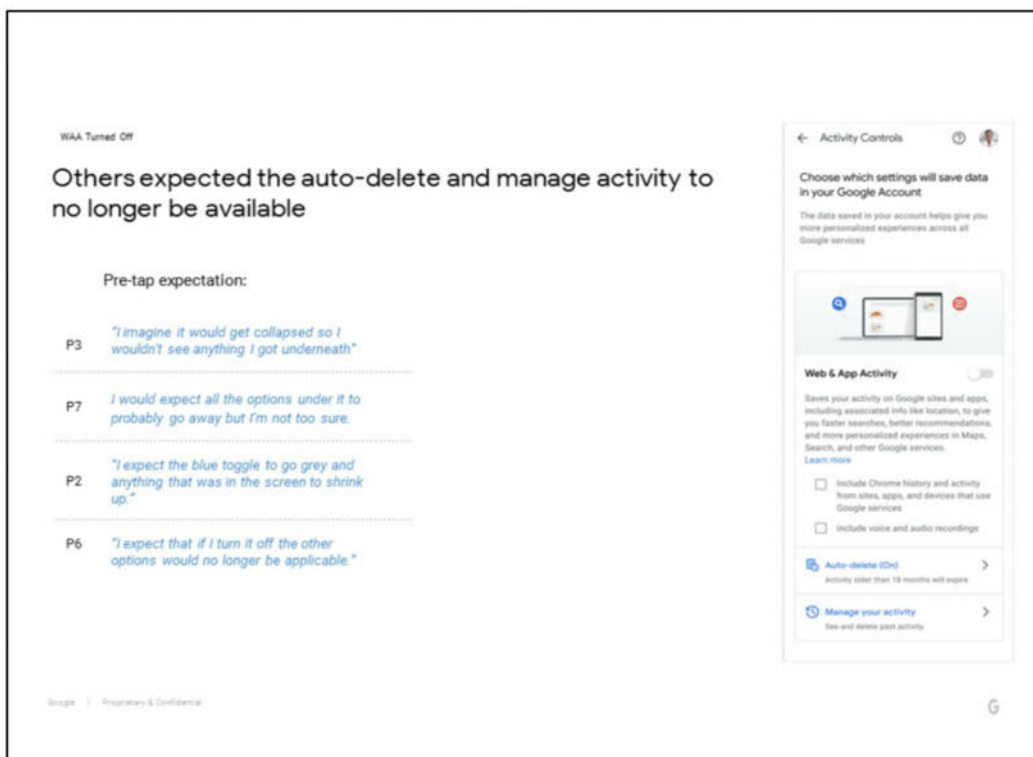 WAA Turned Off
Others expected the auto-delete and manage activity to
no longer be available
Pre-tap expectation:
P3
"I imagine it would get collapsed so I
wouldn't see anything I got underneath"
P7
I would expect all the options under it to
probably go away but I'm not too sure.
P2
"I expect the blue toggle to go grey and
anything that was in the screen to shrink
up."
P6
"I expect that if I turn it off the other
options would no longer be applicable."
Activity Controls
Choose which settings will save data
in your Google Account
The data saved in your account helps give you
more personalized experiences across all
Google services
Web & App Activity
Saves your activity on Google sites and apps,
including associated info like location, to give
you faster searches, better recommendations,
and more personalized experiences in Maps,
Search, and other Google services.
Learn more
Include Chrome history and activity
from sites, apps, and devices that use
Google services
Include voice and audio recordings
Auto-delete (On)
Activity older than 18 months will expire
Manage your activity
See and delete past activity
Google | Proprietary & Confidential
G